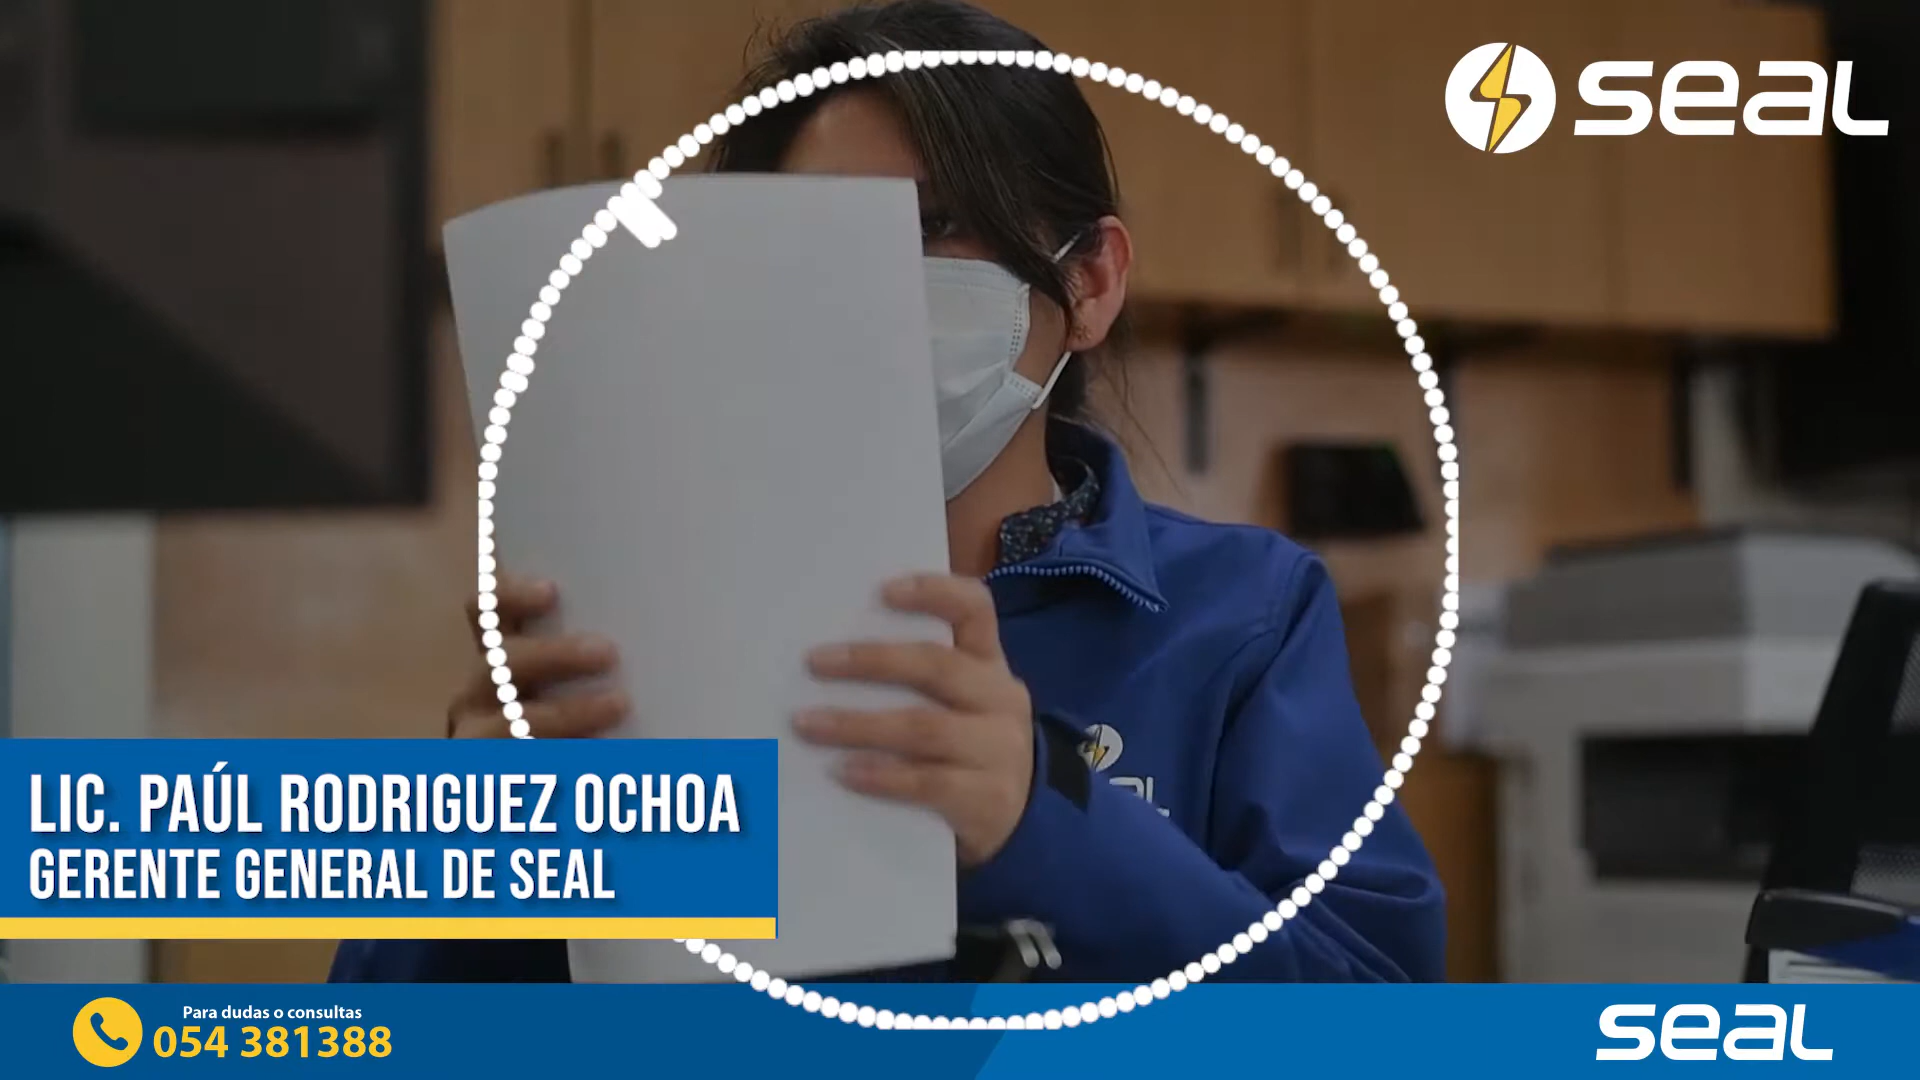 seal
LIC. PAÚL RODRIGUEZ OCHOA
GERENTE GENERAL DE SEAL
Para dudas o consultas
054 381388
seal